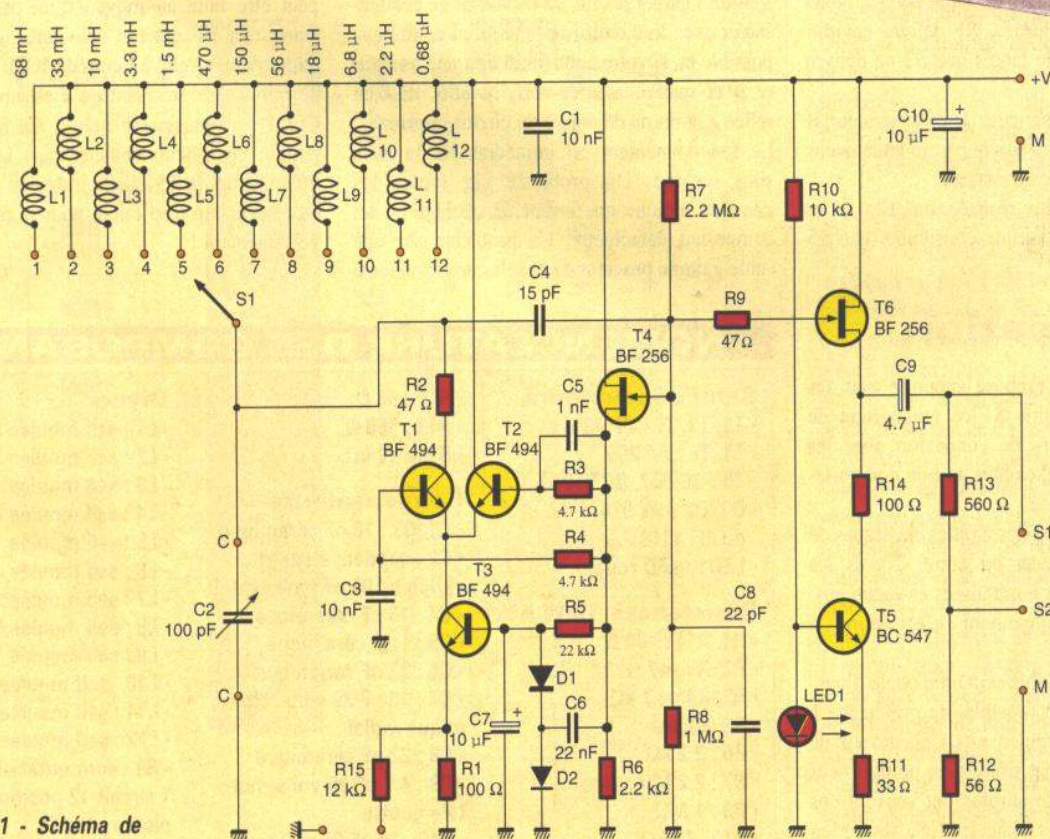 68 mH
33 mH
10 mH
3.3 mH
1.5 mH
470 µH
150 µH
56 µH
18 µH
6.8 µH
2.2 µH
0.68 µH
+V
L1
L2
L3
L4
L5
L6
L7
L8
L9
L
10
L
11
L
12
C1
10 nF
C10
10 µF
+
M
R7
2.2 MΩ
R10
10 kΩ
1
2
3
4
5
6
7
8
9
10
11
12
S1
C4
15 pF
R9
47Ω
T6
BF 256
T4
BF 256
R2
47 Ω
C5
1 nF
C9
4.7 µF
T1
BF 494
T2
BF 494
R3
4.7 kΩ
R14
100 Ω
R13
560 Ω
S1
R4
4.7 kΩ
C
C3
10 nF
T3
BF 494
C8
22 pF
C2
100 pF
R5
22 kΩ
T5
BC 547
S2
D1
C
C7
10 µF
+
C6
22 nF
LED1
M
R8
1 MΩ
R15
12 kΩ
R1
100 Ω
D2
R6
2.2 kΩ
R11
33 Ω
R12
56 Ω
1 - Schéma de